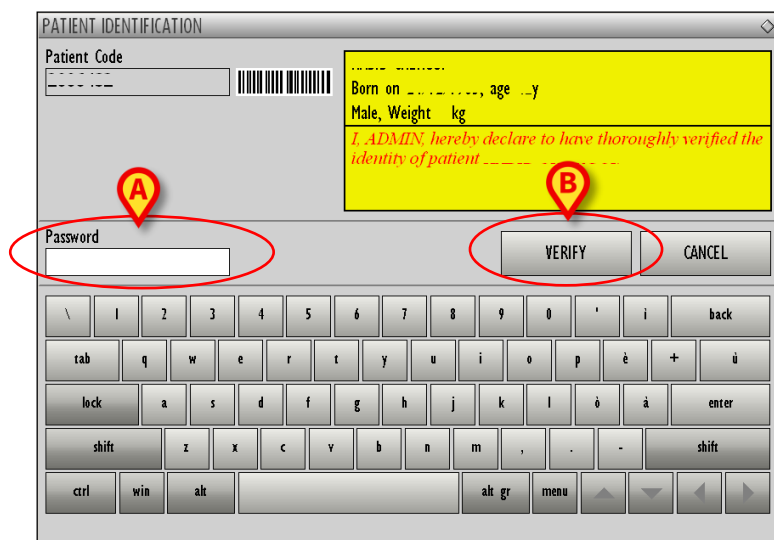 PATIENT IDENTIFICATION
Patient Code
Born on , age y
Male, Weight kg
I, ADMIN, hereby declare to have thoroughly verified the
identity of patient
A
B
Password
VERIFY
CANCEL
\ 1 2 3 4 5 6 7 8 9 0 ' ì back
tab q w e r t y u i o p è + ù
lock a s d f g h j k l ò à enter
shift z x c v b n m , . - shift
ctrl win alt alt gr menu